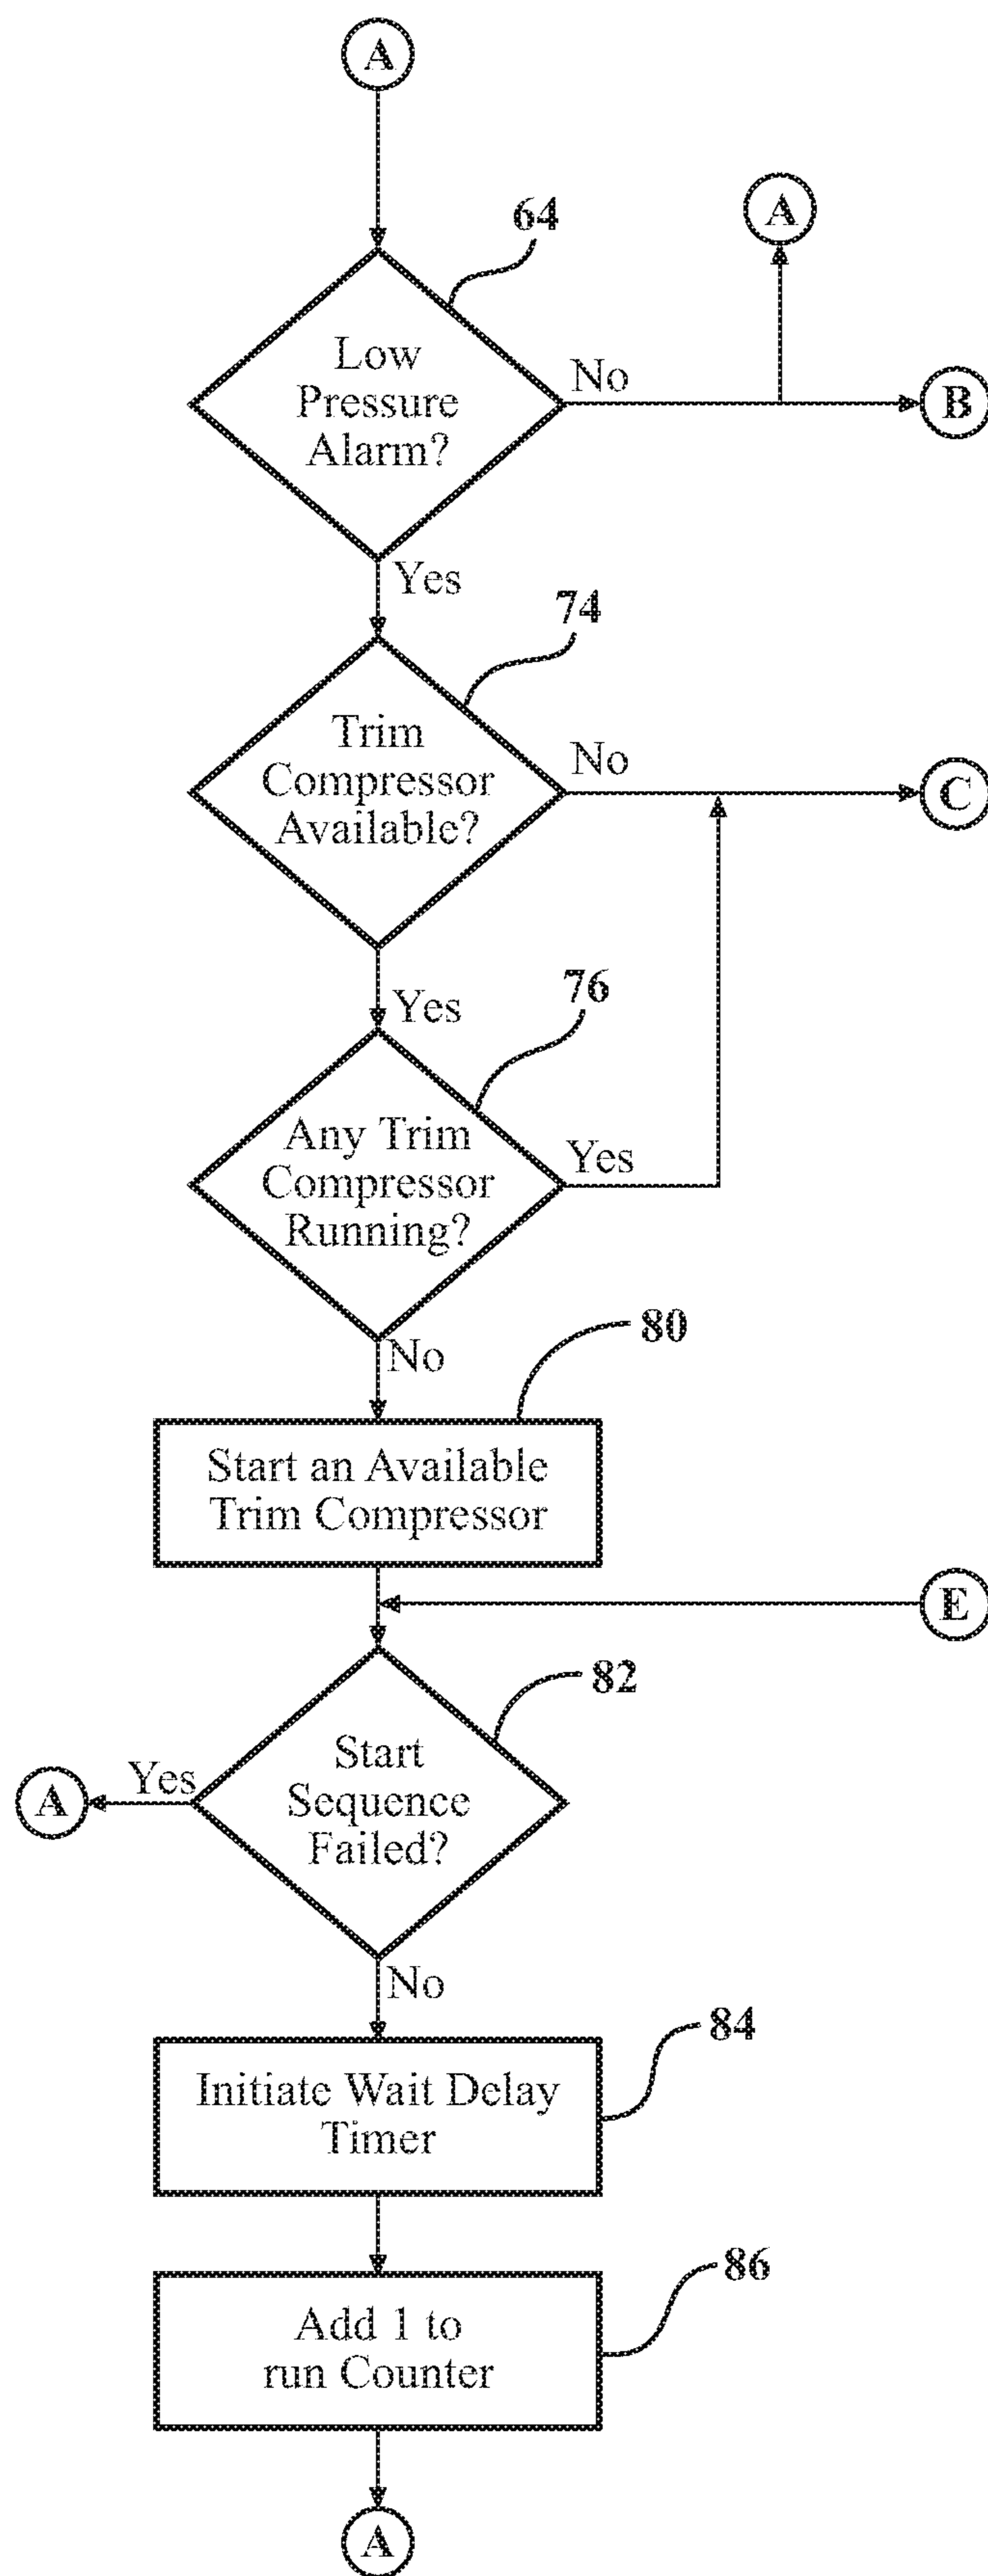 A
64
A
Low
Pressure
Alarm?
No
B
Yes
74
Trim
Compressor
Available?
No
C
Yes
76
Any Trim
Compressor
Running?
Yes
No
80
Start an Available
Trim Compressor
E
82
Start
Sequence
Failed?
Yes
A
No
84
Initiate Wait Delay
Timer
86
Add 1 to
run Counter
A